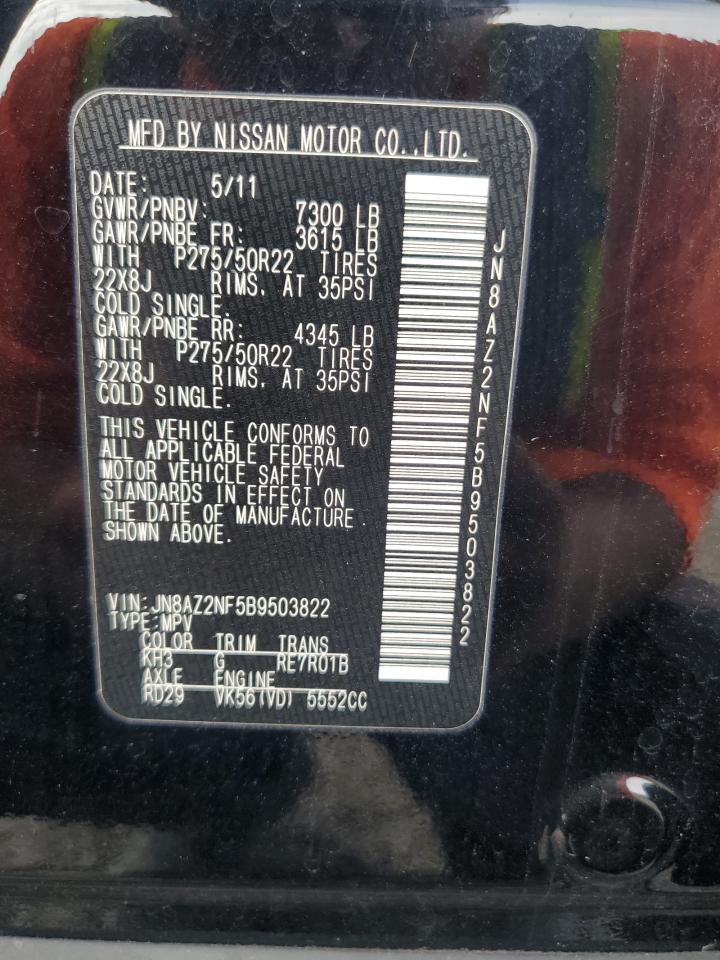 MFD BY NISSAN MOTOR CO.,LTD.
DATE: 5/11
GVWR/PNBV: 7300 LB
GAWR/PNBE FR: 3615 LB
WITH P275/50R22 TIRES
22X8J RIMS, AT 35PSI
COLD SINGLE.
GAWR/PNBE RR: 4345 LB
WITH P275/50R22 TIRES
22X8J RIMS, AT 35PSI
COLD SINGLE.
THIS VEHICLE CONFORMS TO
ALL APPLICABLE FEDERAL
MOTOR VEHICLE SAFETY
STANDARDS IN EFFECT ON
THE DATE OF MANUFACTURE
SHOWN ABOVE.
VIN:JN8AZ2NF5B9503822
TYPE:MPV
COLOR TRIM TRANS
KH3 G RE7R01B
AXLE ENGINE
RD29 VK56(VD) 5552CC
JN8AZ2NF5B9503822